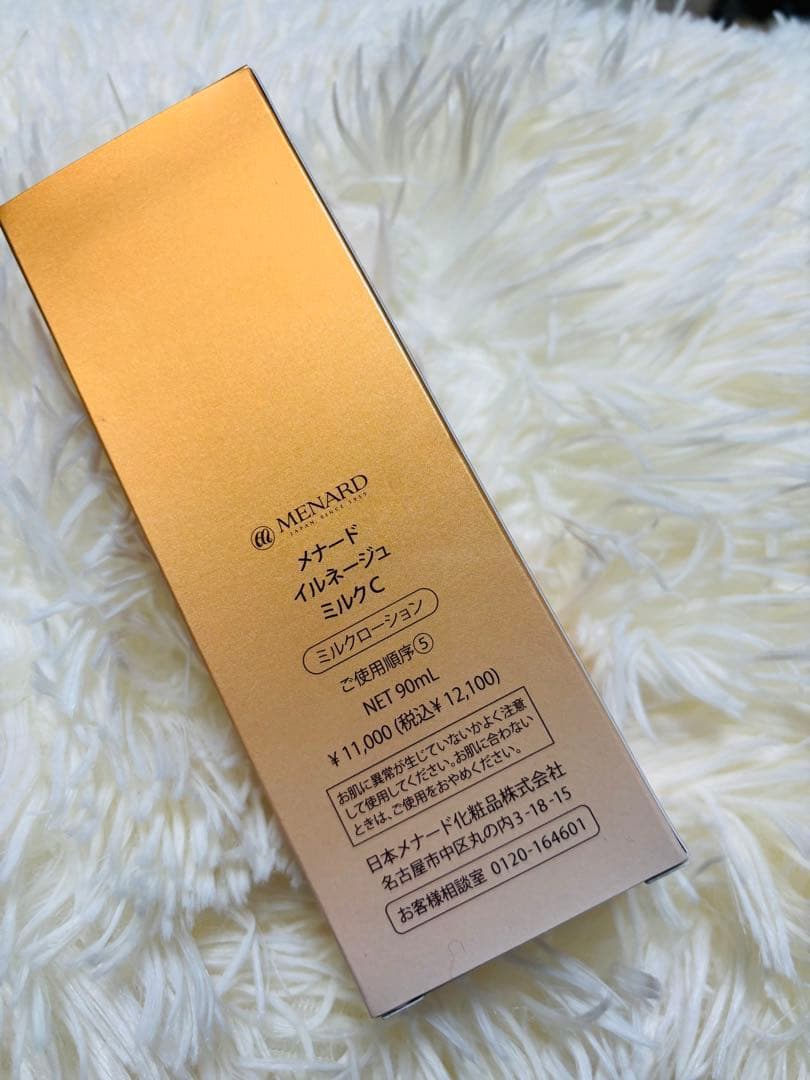 MENARD
JAPAN, SINCE 1959
メナード
イルネージュ
ミルクC
ミルクローション
ご使用順序⑤
NET 90mL
¥11,000 (税込¥12,100)
お肌に異常が生じていないかよく注意
して使用してください。お肌に合わない
ときは、ご使用をおやめください。
日本メナード化粧品株式会社
名古屋市中区丸の内3-18-15
お客様相談室 0120-164601